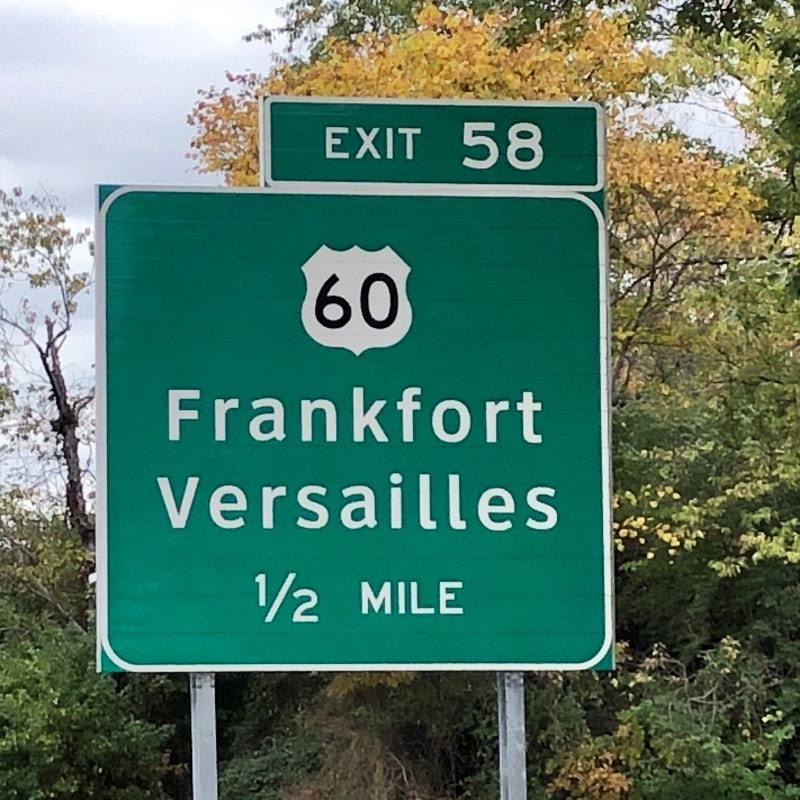 EXIT 58
60
Frankfort
Versailles
1/2 MILE